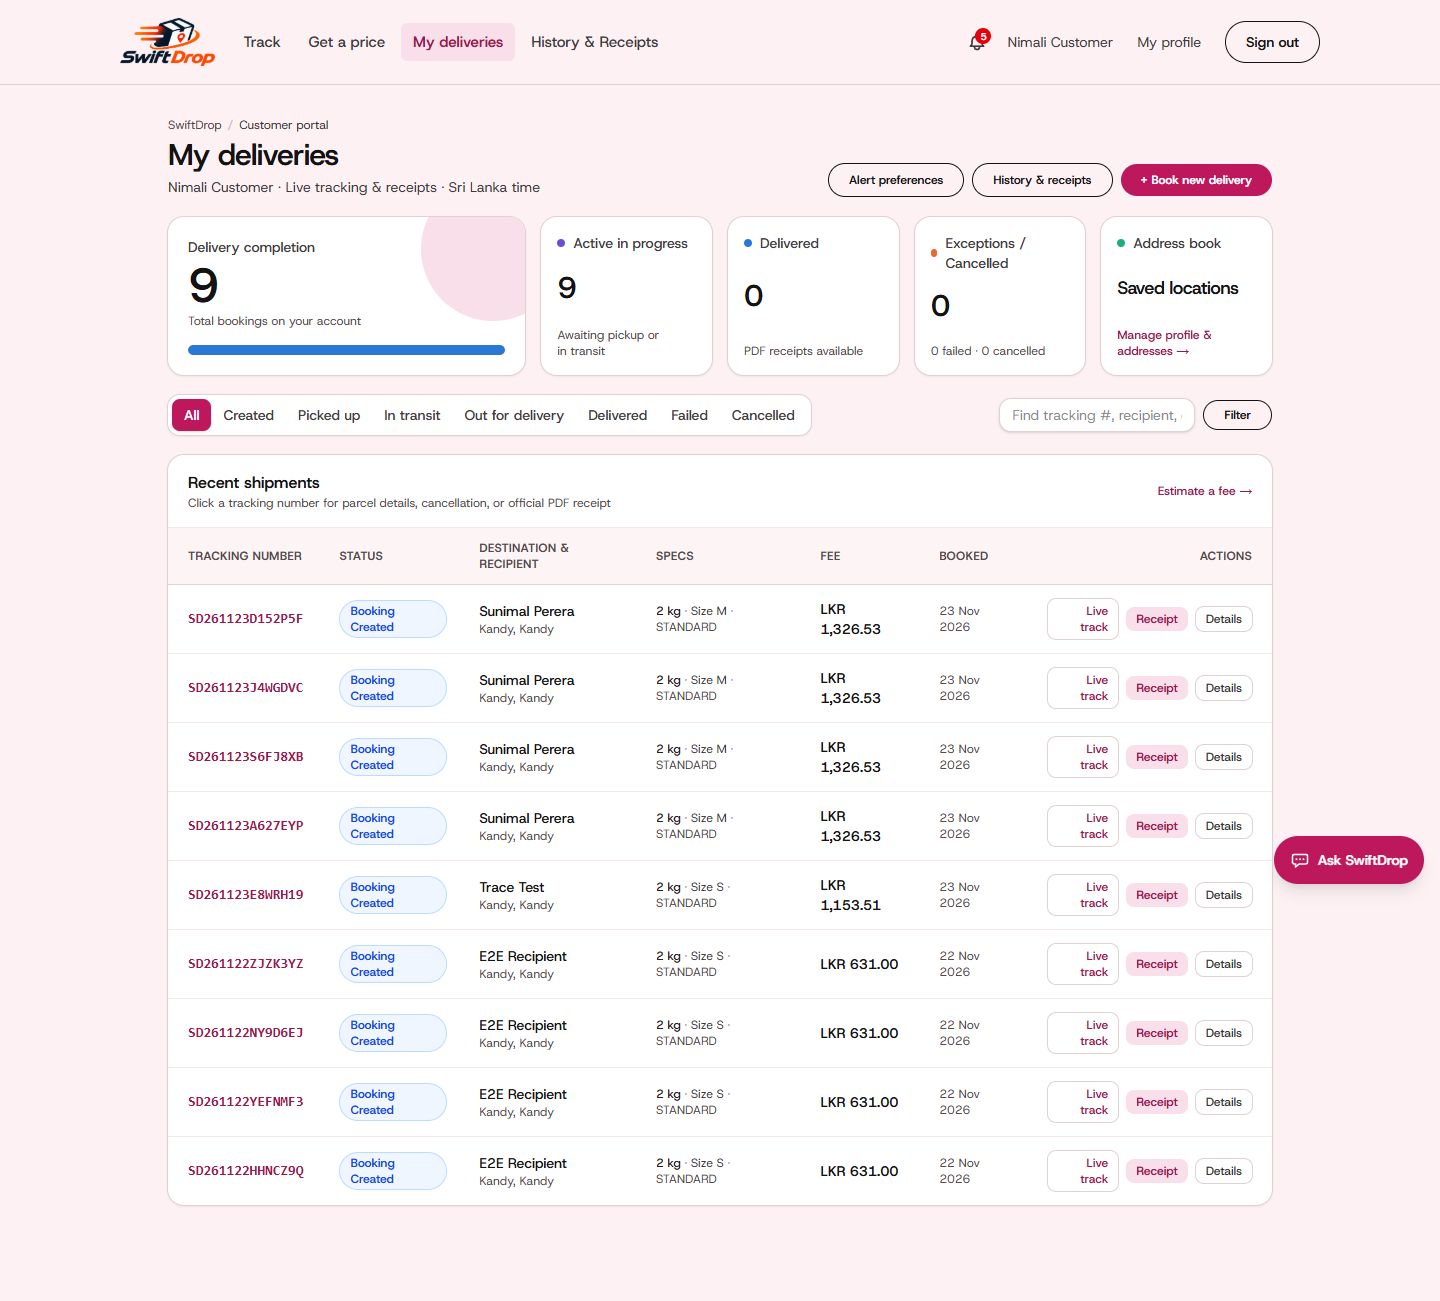 SwiftDrop
Track
Get a price
My deliveries
History & Receipts
5
Nimali Customer
My profile
Sign out
SwiftDrop / Customer portal
My deliveries
Nimali Customer · Live tracking & receipts · Sri Lanka time
Alert preferences
History & receipts
+ Book new delivery
Delivery completion
9
Total bookings on your account
Active in progress
9
Awaiting pickup or
in transit
Delivered
0
PDF receipts available
Exceptions /
Cancelled
0
0 failed · 0 cancelled
Address book
Saved locations
Manage profile &
addresses →
All
Created
Picked up
In transit
Out for delivery
Delivered
Failed
Cancelled
Find tracking #, recipient,
Filter
Recent shipments
Click a tracking number for parcel details, cancellation, or official PDF receipt
Estimate a fee →
TRACKING NUMBER
STATUS
DESTINATION &
RECIPIENT
SPECS
FEE
BOOKED
ACTIONS
SD261123D152P5F
Booking
Created
Sunimal Perera
Kandy, Kandy
2 kg · Size M ·
STANDARD
LKR
1,326.53
23 Nov
2026
Live
track
Receipt
Details
SD261123J4WGDVC
Booking
Created
Sunimal Perera
Kandy, Kandy
2 kg · Size M ·
STANDARD
LKR
1,326.53
23 Nov
2026
Live
track
Receipt
Details
SD261123S6FJ8XB
Booking
Created
Sunimal Perera
Kandy, Kandy
2 kg · Size M ·
STANDARD
LKR
1,326.53
23 Nov
2026
Live
track
Receipt
Details
SD261123A627EYP
Booking
Created
Sunimal Perera
Kandy, Kandy
2 kg · Size M ·
STANDARD
LKR
1,326.53
23 Nov
2026
Live
track
Receipt
Details
Ask SwiftDrop
SD261123E8WRH19
Booking
Created
Trace Test
Kandy, Kandy
2 kg · Size S ·
STANDARD
LKR
1,153.51
23 Nov
2026
Live
track
Receipt
Details
SD261122ZJZK3YZ
Booking
Created
E2E Recipient
Kandy, Kandy
2 kg · Size S ·
STANDARD
LKR 631.00
22 Nov
2026
Live
track
Receipt
Details
SD261122NY9D6EJ
Booking
Created
E2E Recipient
Kandy, Kandy
2 kg · Size S ·
STANDARD
LKR 631.00
22 Nov
2026
Live
track
Receipt
Details
SD261122YEFNMF3
Booking
Created
E2E Recipient
Kandy, Kandy
2 kg · Size S ·
STANDARD
LKR 631.00
22 Nov
2026
Live
track
Receipt
Details
SD261122HHNCZ9Q
Booking
Created
E2E Recipient
Kandy, Kandy
2 kg · Size S ·
STANDARD
LKR 631.00
22 Nov
2026
Live
track
Receipt
Details